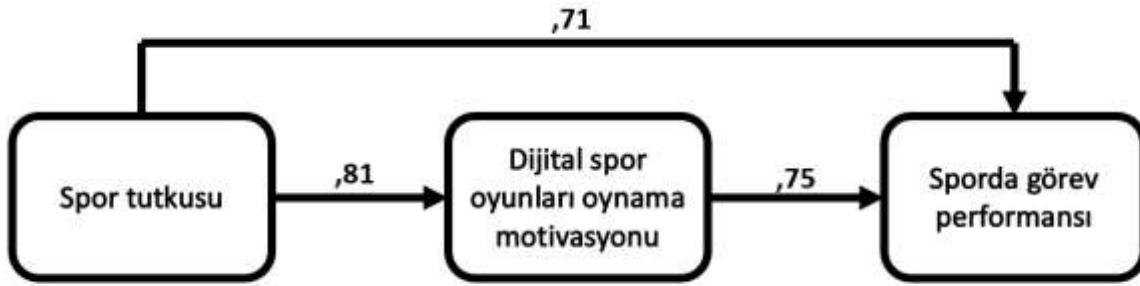 ,71
Spor tutkusu
,81
Dijital spor
oyunları oynama
motivasyonu
,75
Sporda görev
performansı